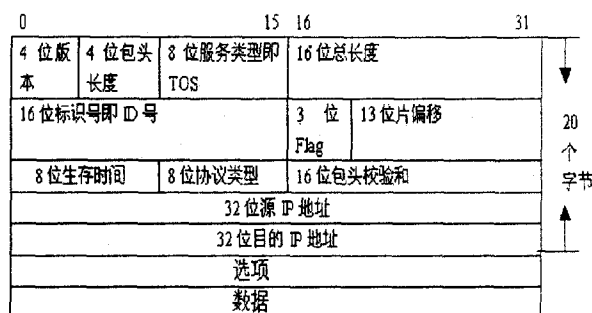 0 15 16 31
4 位版本 4 位包头长度 8 位服务类型即 TOS 16 位总长度
16 位标识号即 ID 号 3 位 Flag 13 位片偏移
8 位生存时间 8 位协议类型 16 位包头校验和
32 位源 IP 地址
32 位目的 IP 地址
选项
数据
20 个字节